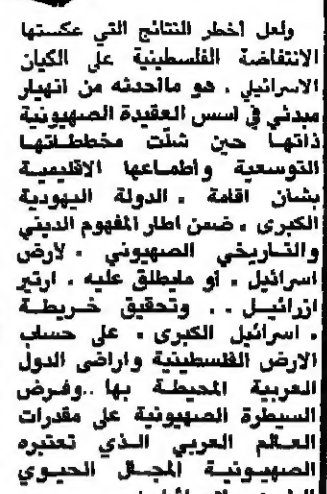 ولعل أخطر النتائج التي عكستها
الانتفاضة الفلسطينية على الكيان
الاسرائيلي ، هو ماأحدثه من انهيار
مبدئي في أسس العقيدة الصهيونية
ذاتها حين شلّت مخططاتها
التوسعية وأطماعها الاقليمية
بشأن اقامة ، الدولة اليهودية
الكبرى ، ضمن اطار المفهوم الديني
والتاريخي الصهيوني ، لأرض
اسرائيل ، أو مايطلق عليه ، ارتيز
ازرائيل ، . وتحقيق خريطة
، اسرائيل الكبرى ، على حساب
الارض الفلسطينية واراضي الدول
العربية المحيطة بها .. وفرض
السيطرة الصهيونية على مقدرات
العالم العربي الذي تعتبره
الصهيونية المجال الحيوي